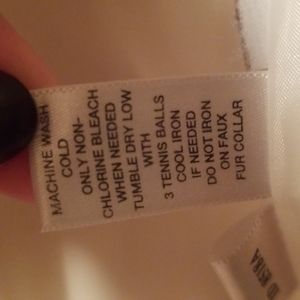 MACHINE WASH
COLD
ONLY NON-
CHLORINE BLEACH
WHEN NEEDED
TUMBLE DRY LOW
WITH
3 TENNIS BALLS
COOL IRON
IF NEEDED
DO NOT IRON
ON FAUX
FUR COLLAR